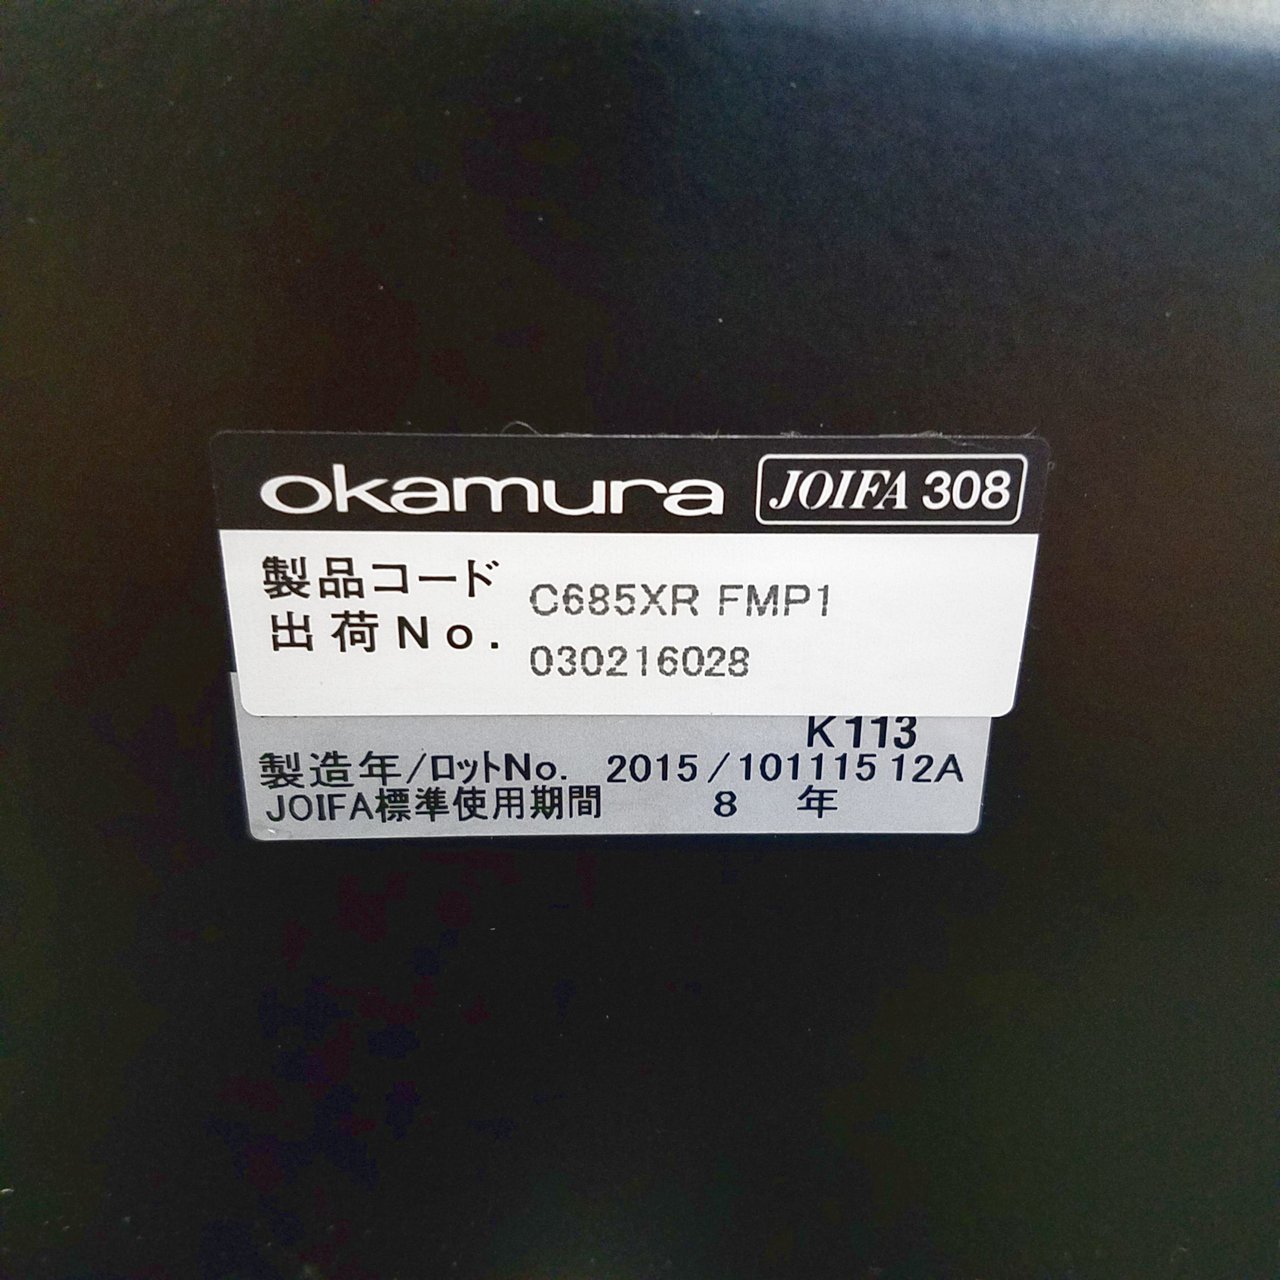 okamura JOIFA 308
製品コード C685XR FMP1
出荷No. 030216028
K113
製造年/ロットNo. 2015/101115 12A
JOIFA標準使用期間 8 年